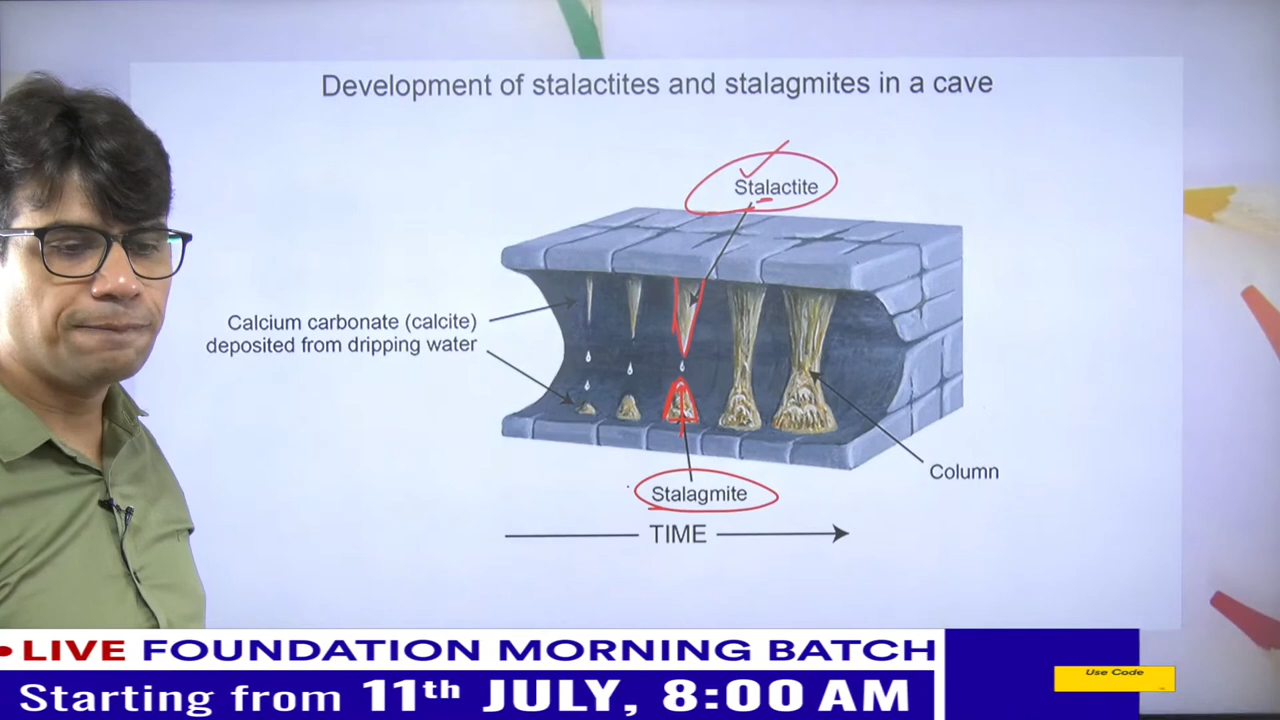 Development of stalactites and stalagmites in a cave
Stalactite
Calcium carbonate (calcite)
deposited from dripping water
Column
Stalagmite
TIME
LIVE FOUNDATION MORNING BATCH
Starting from 11th JULY, 8:00 AM
Use Code